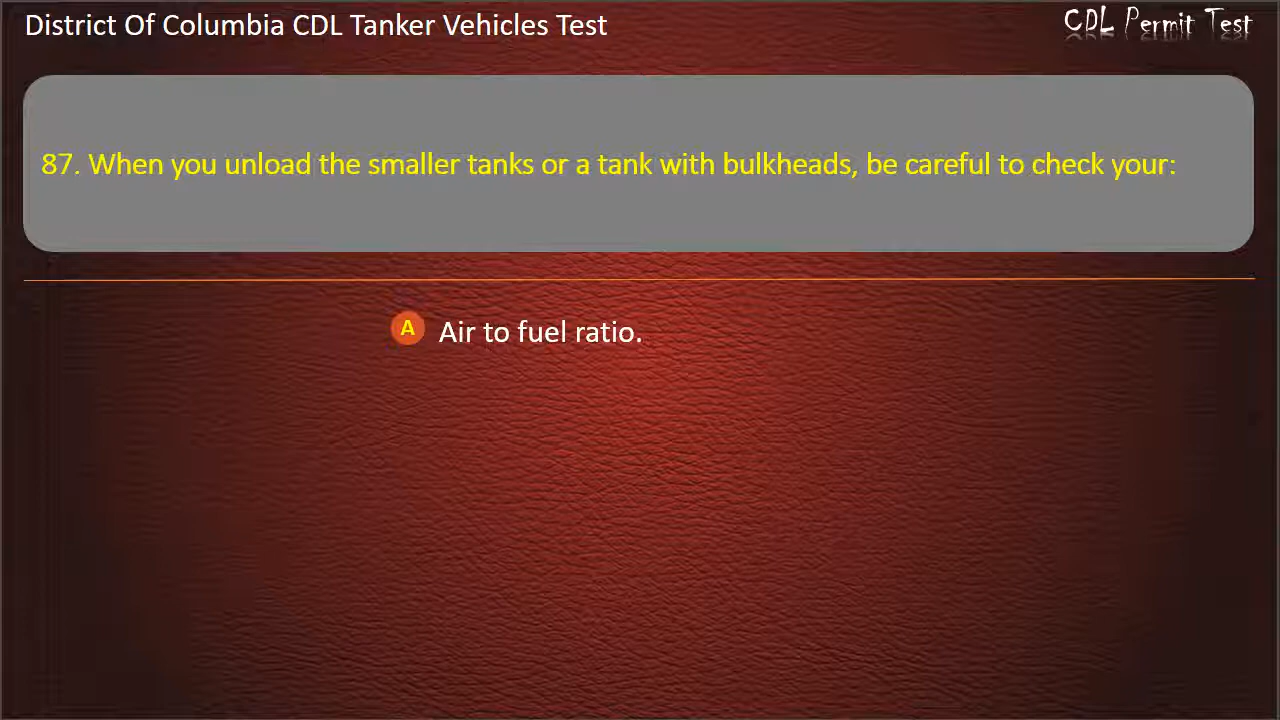 District Of Columbia CDL Tanker Vehicles Test
CDL Permit Test
87. When you unload the smaller tanks or a tank with bulkheads, be careful to check your:
A Air to fuel ratio.